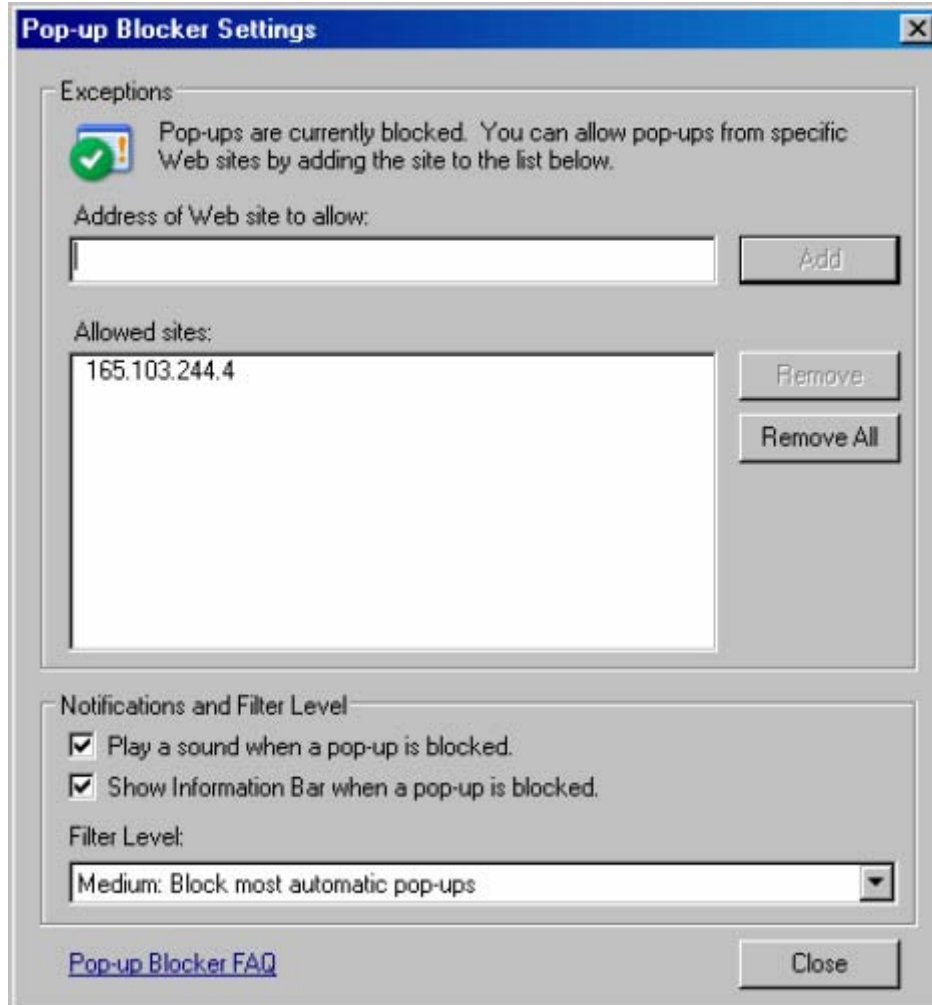 Pop-up Blocker Settings
Exceptions
Pop-ups are currently blocked. You can allow pop-ups from specific
Web sites by adding the site to the list below.
Address of Web site to allow:
Add
Allowed sites:
165.103.244.4
Remove
Remove All
Notifications and Filter Level
Play a sound when a pop-up is blocked.
Show Information Bar when a pop-up is blocked.
Filter Level:
Medium: Block most automatic pop-ups
Pop-up Blocker FAQ
Close